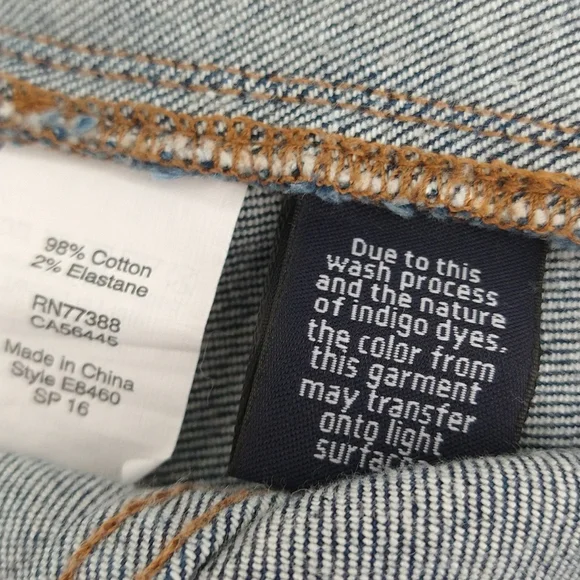 98% Cotton
2% Elastane
RN77388
CA56445
Made in China
Style E8460
SP 16
Due to this
wash process
and the nature
of indigo dyes,
the color from
this garment
may transfer
onto light